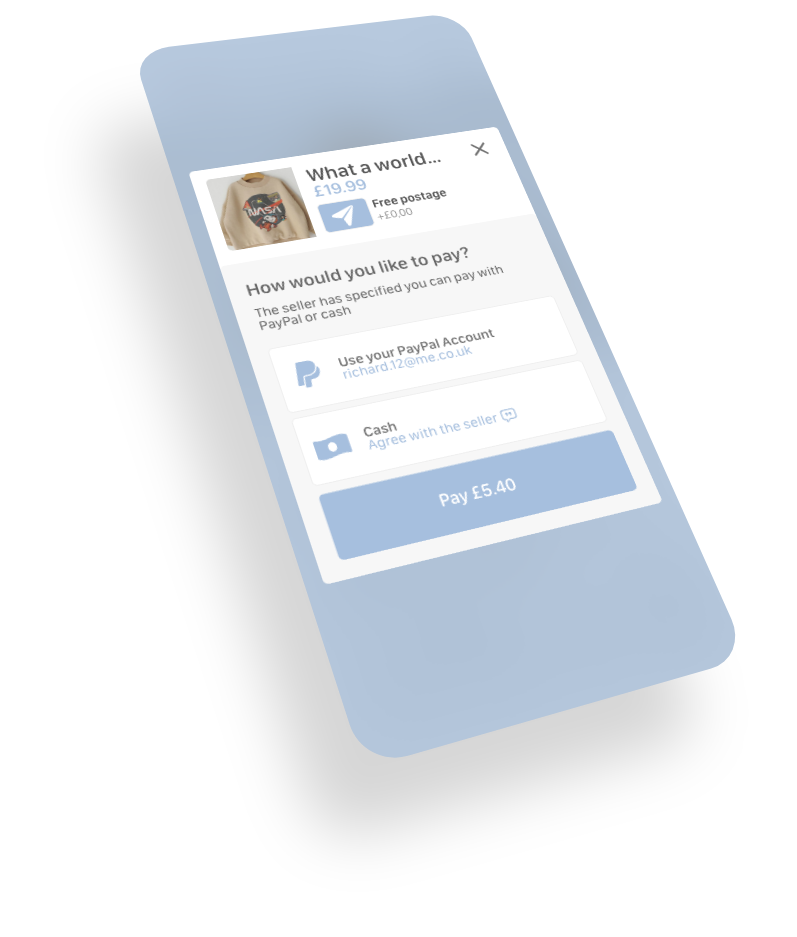 What a world...
£19.99
Free postage
+£0.00
NASA
How would you like to pay?
The seller has specified you can pay with
PayPal or cash
Use your PayPal Account
richard.12@me.co.uk
Cash
Agree with the seller
Pay £5.40